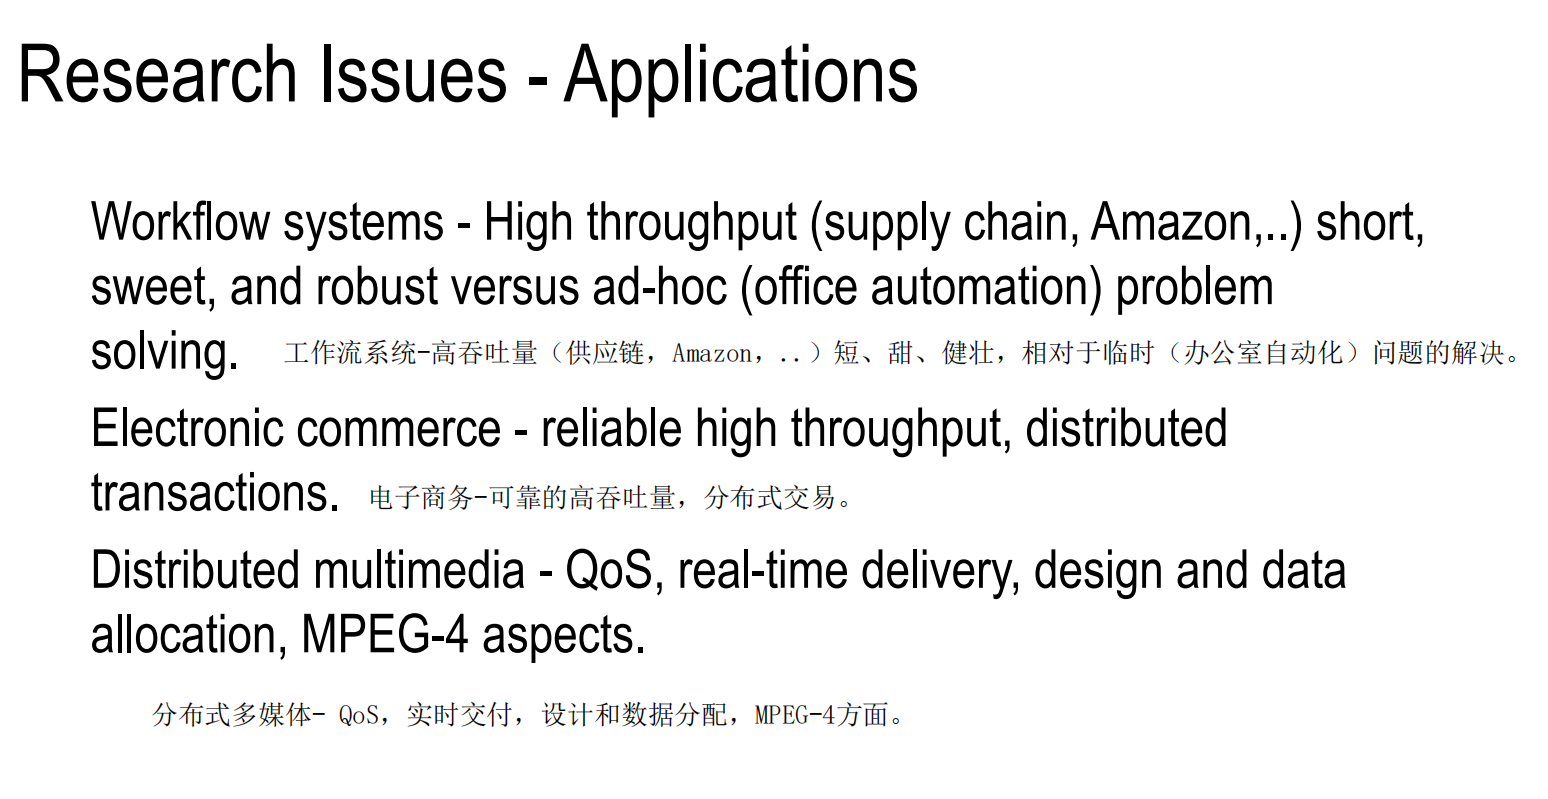 Research Issues - Applications
Workflow systems - High throughput (supply chain, Amazon,..) short,
sweet, and robust versus ad-hoc (office automation) problem
solving. 工作流系统-高吞吐量（供应链，Amazon，..）短、甜、健壮，相对于临时（办公室自动化）问题的解决。
Electronic commerce - reliable high throughput, distributed
transactions. 电子商务-可靠的高吞吐量，分布式交易。
Distributed multimedia - QoS, real-time delivery, design and data
allocation, MPEG-4 aspects.
分布式多媒体- QoS，实时交付，设计和数据分配，MPEG-4方面。